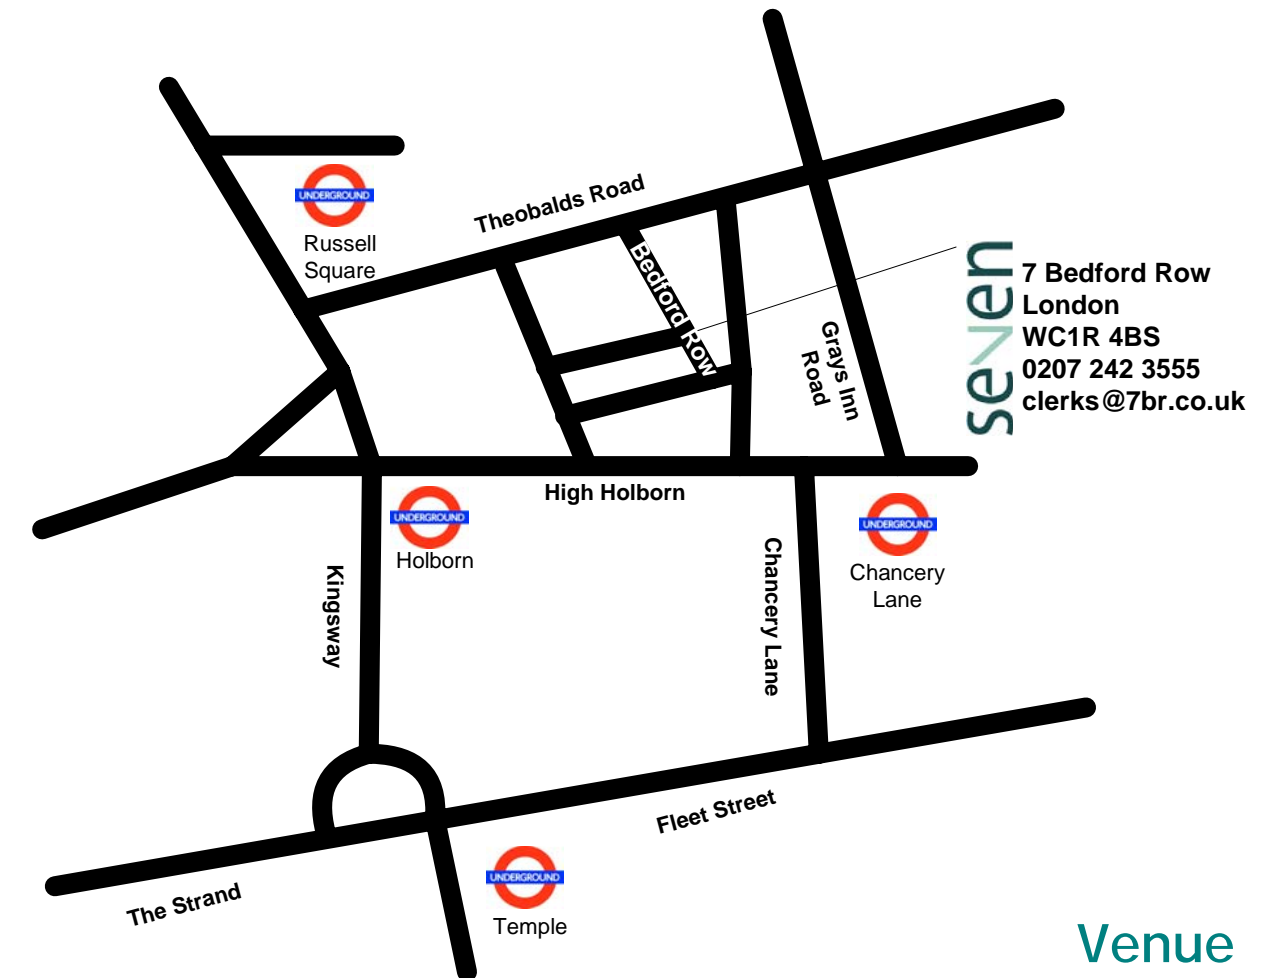 UNDERGROUND
Russell
Square
Theobalds Road
Bedford Row
Grays Inn
Road
seven
7 Bedford Row
London
WC1R 4BS
0207 242 3555
clerks@7br.co.uk
High Holborn
UNDERGROUND
Holborn
UNDERGROUND
Chancery
Lane
Kingsway
Chancery Lane
Fleet Street
The Strand
UNDERGROUND
Temple
Venue